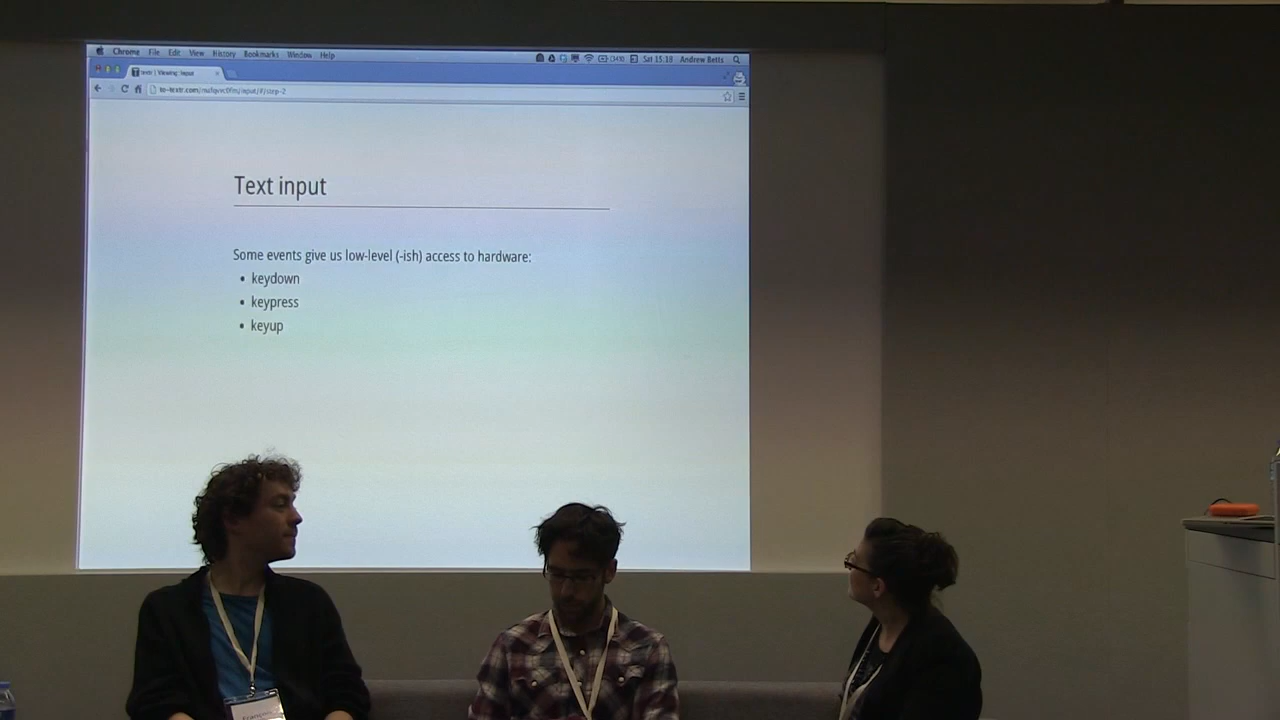 Chrome File Edit View History Bookmarks Window Help Sat 15:18 Andrew Betts
Text input
Some events give us low-level (-ish) access to hardware:
• keydown
• keypress
• keyup